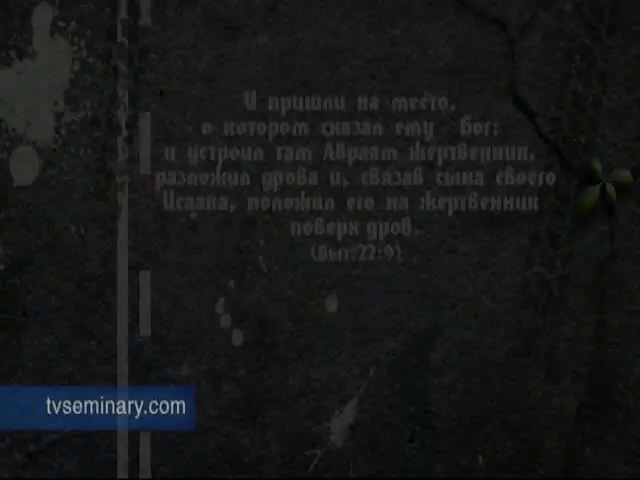 И пришли на место,
о котором сказал ему Бог;
и устроил там Авраам жертвенник,
разложил дрова и, связав сына своего
Исаака, положил его на жертвенник
поверх дров.
(Быт.22:9)
tvseminary.com